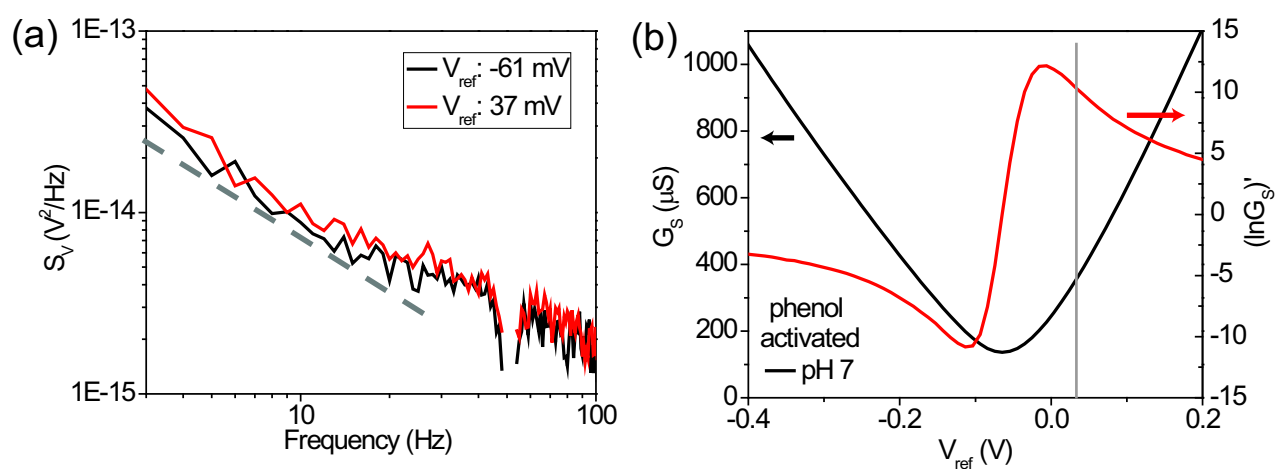 (a)
1E-13
1E-14
1E-15
S_V (V²/Hz)
V_ref: -61 mV
V_ref: 37 mV
10
100
Frequency (Hz)
(b)
1000
800
600
400
200
0
G_S (µS)
phenol
activated
pH 7
15
10
5
0
-5
-10
-15
(lnG_S)'
-0.4
-0.2
0.0
0.2
V_ref (V)